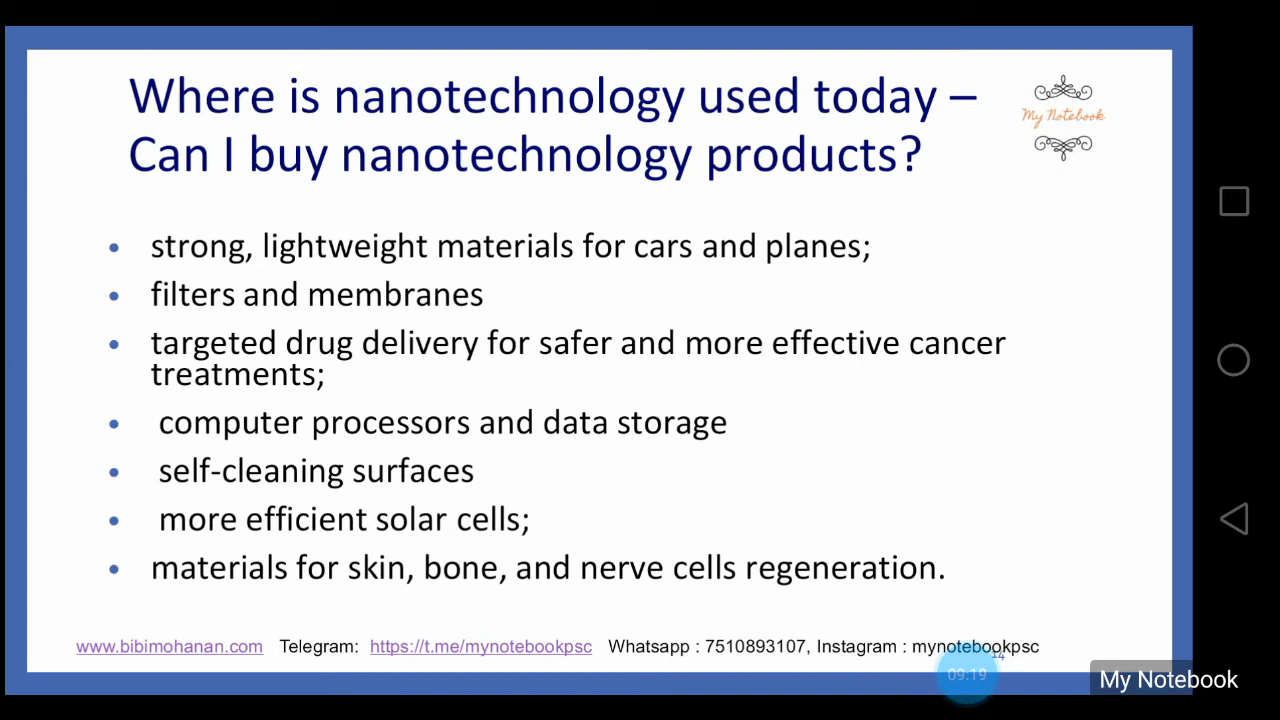 Where is nanotechnology used today –
Can I buy nanotechnology products?
My Notebook
• strong, lightweight materials for cars and planes;
• filters and membranes
• targeted drug delivery for safer and more effective cancer
treatments;
• computer processors and data storage
• self-cleaning surfaces
• more efficient solar cells;
• materials for skin, bone, and nerve cells regeneration.
www.bibimohanan.com Telegram: https://t.me/mynotebookpsc Whatsapp : 7510893107, Instagram : mynotebookpsc
14
09:19
My Notebook